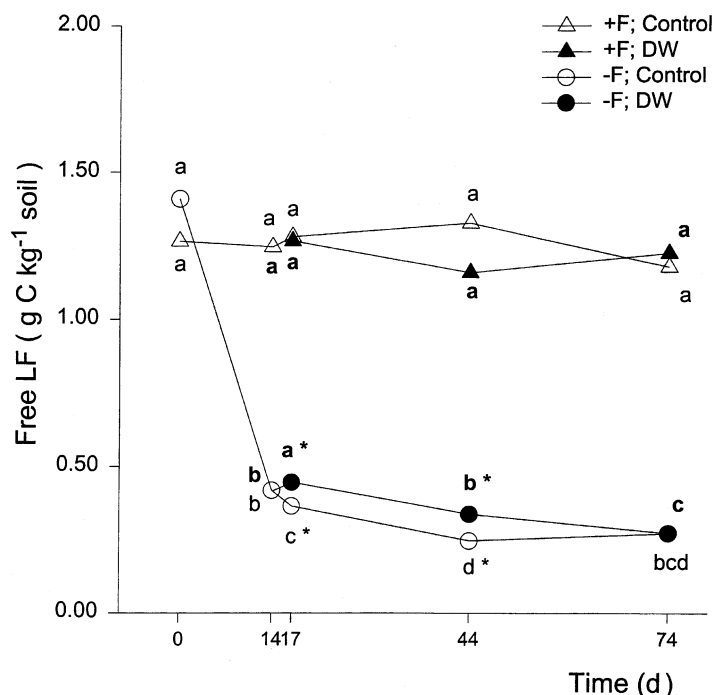 2.00
+F; Control
+F; DW
-F; Control
-F; DW
1.50
a
a
a
a
a
a
a
a
a
a
1.00
Free LF ( g C kg-1 soil )
0.50
a *
b
b
b *
c
c *
d *
bcd
0.00
0
14 17
44
74
Time (d)